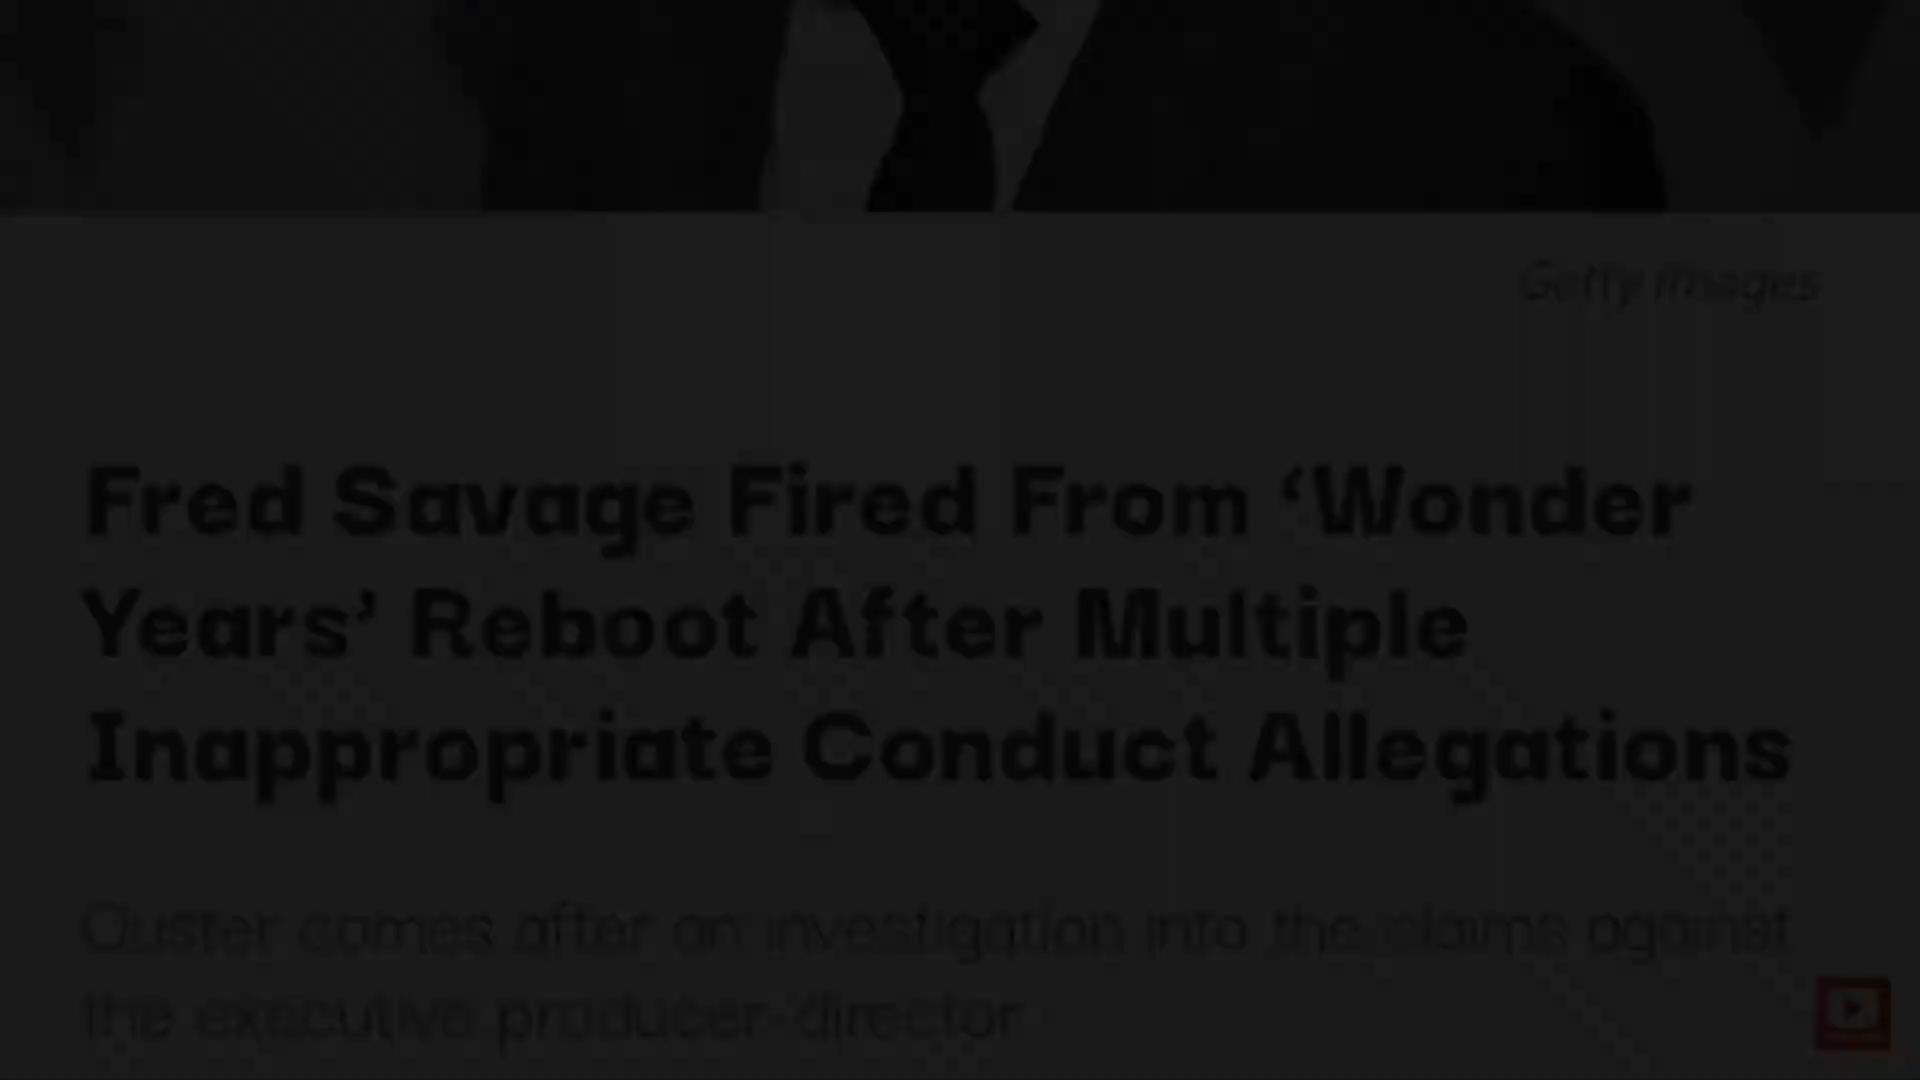 Getty Images
Fred Savage Fired From ‘Wonder
Years’ Reboot After Multiple
Inappropriate Conduct Allegations
Ouster comes after an investigation into the claims against
the executive producer-director